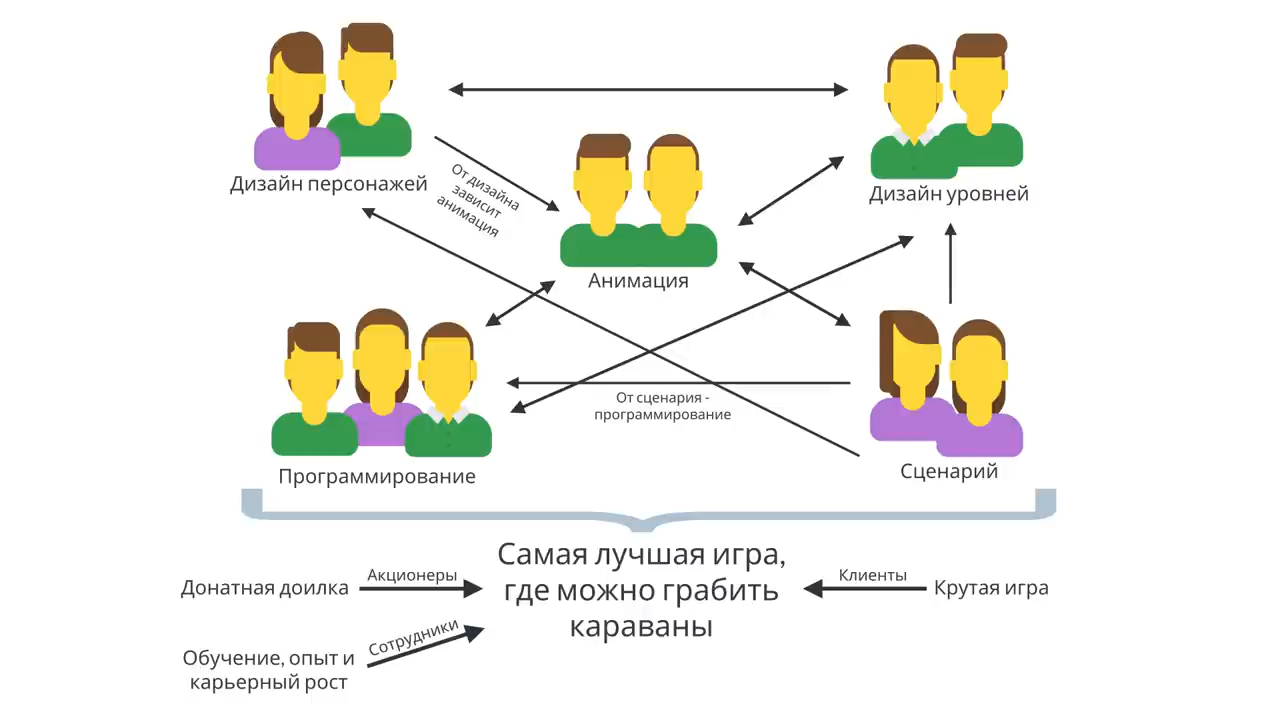 Дизайн персонажей
Дизайн уровней
От дизайна
зависит
анимация
Анимация
От сценария -
программирование
Программирование
Сценарий
Самая лучшая игра,
где можно грабить
караваны
Донатная доилка
Акционеры
Клиенты
Крутая игра
Сотрудники
Обучение, опыт и
карьерный рост